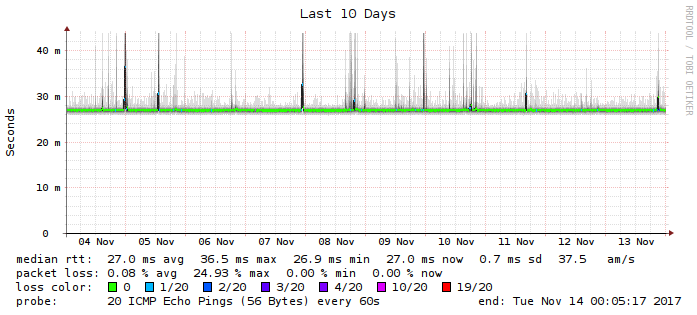 Last 10 Days
RRDTOOL / TOBI OETIKER
Seconds
40 m
30 m
20 m
10 m
0
04 Nov 05 Nov 06 Nov 07 Nov 08 Nov 09 Nov 10 Nov 11 Nov 12 Nov 13 Nov
median rtt: 27.0 ms avg 36.5 ms max 26.9 ms min 27.0 ms now 0.7 ms sd 37.5 am/s
packet loss: 0.08 % avg 24.93 % max 0.00 % min 0.00 % now
loss color: 0 1/20 2/20 3/20 4/20 10/20 19/20
probe: 20 ICMP Echo Pings (56 Bytes) every 60s end: Tue Nov 14 00:05:17 2017